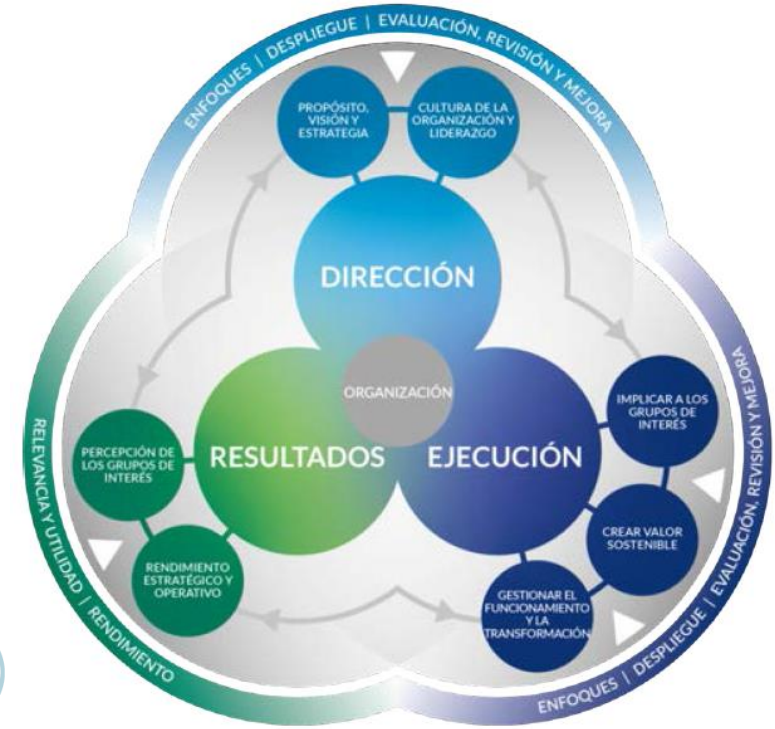 ENFOQUES | DESPLIEGUE | EVALUACIÓN, REVISIÓN Y MEJORA
PROPÓSITO,
VISIÓN Y
ESTRATEGIA
CULTURA DE LA
ORGANIZACIÓN Y
LIDERAZGO
DIRECCIÓN
ORGANIZACIÓN
RESULTADOS
EJECUCIÓN
PERCEPCIÓN DE
LOS GRUPOS DE
INTERÉS
RENDIMIENTO
ESTRATÉGICO Y
OPERATIVO
IMPLICAR A LOS
GRUPOS DE
INTERÉS
CREAR VALOR
SOSTENIBLE
GESTIONAR EL
FUNCIONAMIENTO
Y LA
TRANSFORMACIÓN
RELEVANCIA Y UTILIDAD | RENDIMIENTO
ENFOQUES | DESPLIEGUE | EVALUACIÓN, REVISIÓN Y MEJORA